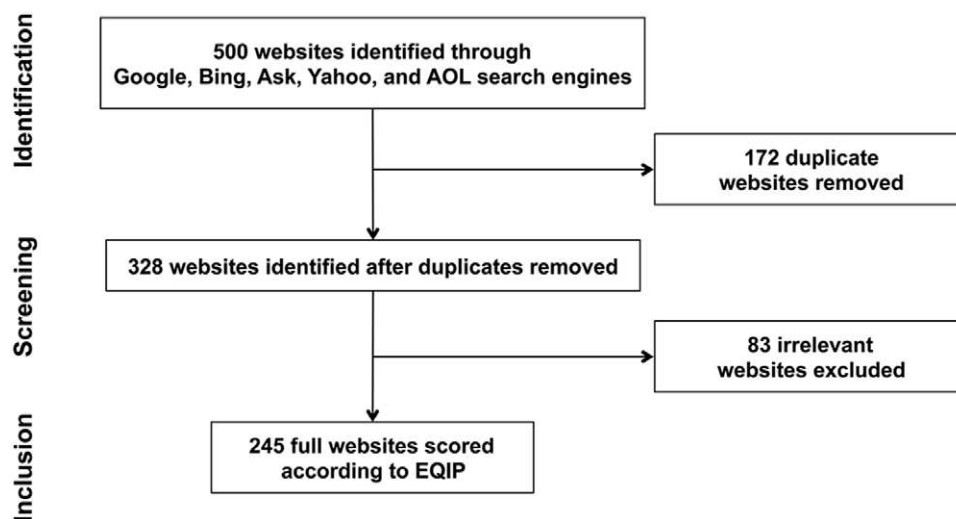 Identification
500 websites identified through
Google, Bing, Ask, Yahoo, and AOL search engines
172 duplicate
websites removed
Screening
328 websites identified after duplicates removed
83 irrelevant
websites excluded
Inclusion
245 full websites scored
according to EQIP